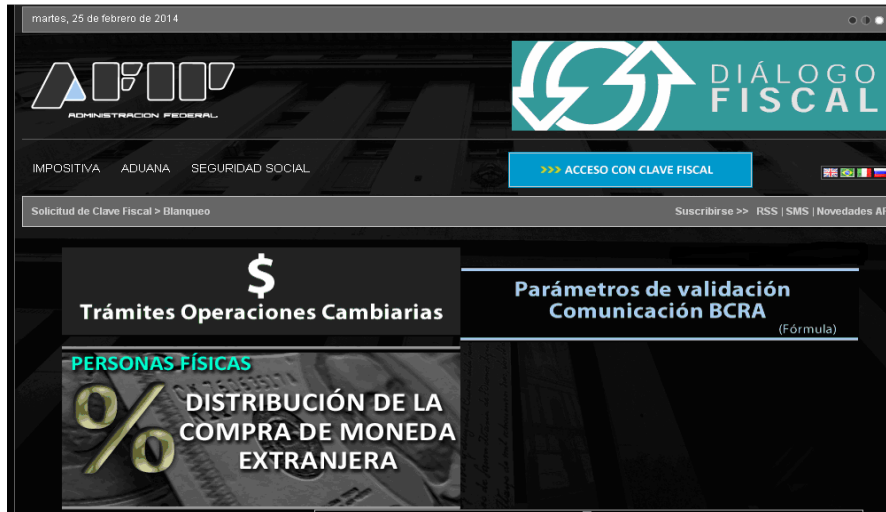 martes, 25 de febrero de 2014
AFIP
ADMINISTRACION FEDERAL
DIÁLOGO
FISCAL
IMPOSITIVA ADUANA SEGURIDAD SOCIAL
>>> ACCESO CON CLAVE FISCAL
Solicitud de Clave Fiscal > Blanqueo
Suscribirse >> RSS | SMS | Novedades AF
$
Trámites Operaciones Cambiarias
Parámetros de validación
Comunicación BCRA
(Fórmula)
PERSONAS FÍSICAS
% DISTRIBUCIÓN DE LA
COMPRA DE MONEDA
EXTRANJERA